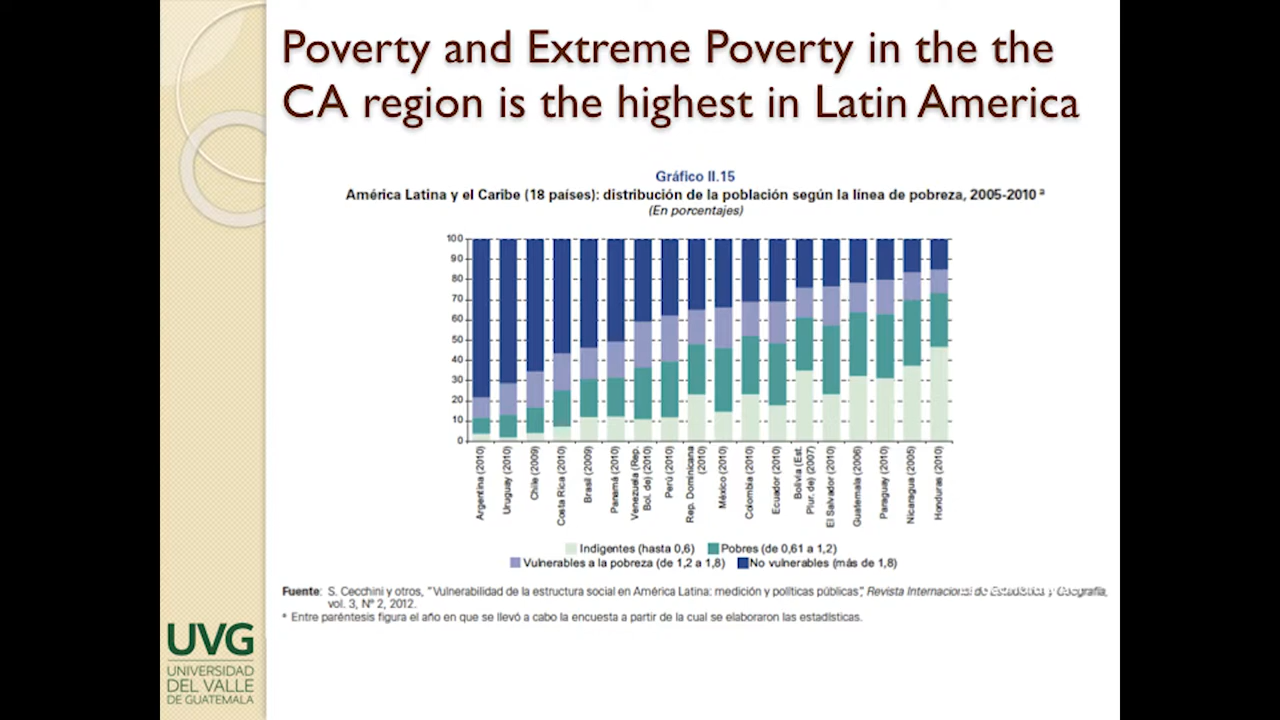 Poverty and Extreme Poverty in the the
CA region is the highest in Latin America
Gráfico II.15
América Latina y el Caribe (18 países): distribución de la población según la línea de pobreza, 2005-2010 ª
(En porcentajes)
100
90
80
70
60
50
40
30
20
10
0
Argentina (2010)
Uruguay (2010)
Chile (2009)
Costa Rica (2010)
Brasil (2009)
Panamá (2010)
Venezuela (Rep.
Bol. de) (2010)
Perú (2010)
Rep. Dominicana
(2010)
México (2010)
Colombia (2010)
Ecuador (2010)
Bolivia (Est.
Plur. de) (2007)
El Salvador (2010)
Guatemala (2006)
Paraguay (2010)
Nicaragua (2005)
Honduras (2010)
Indigentes (hasta 0,6) Pobres (de 0,61 a 1,2)
Vulnerables a la pobreza (de 1,2 a 1,8) No vulnerables (más de 1,8)
Fuente: S. Cecchini y otros, "Vulnerabilidad de la estructura social en América Latina: medición y políticas públicas", Revista Internacional de Estadística y Geografía,
vol. 3, Nº 2, 2012.
ª Entre paréntesis figura el año en que se llevó a cabo la encuesta a partir de la cual se elaboraron las estadísticas.
UVG
UNIVERSIDAD
DEL VALLE
DE GUATEMALA